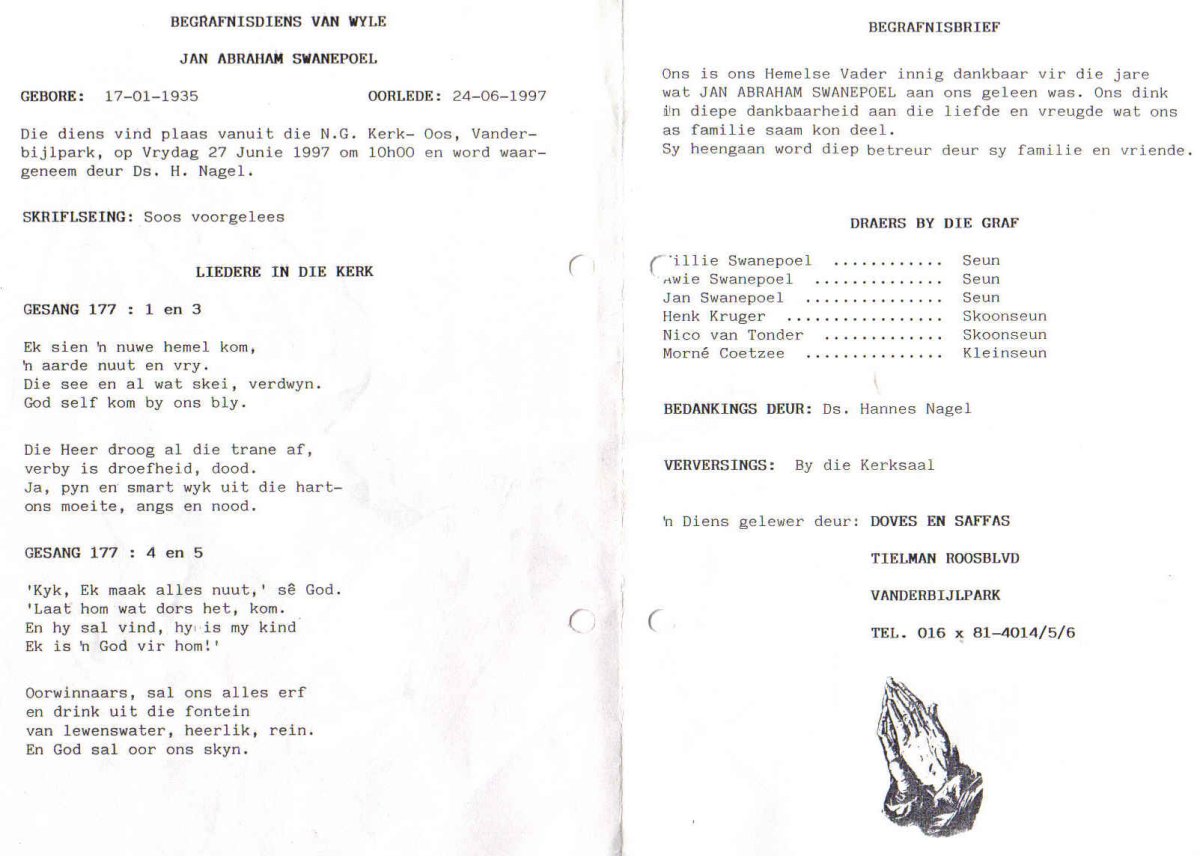 BEGRAFNISDIENS VAN WYLE
JAN ABRAHAM SWANEPOEL
GEBORE: 17-01-1935 OORLEDE: 24-06-1997
Die diens vind plaas vanuit die N.G. Kerk- Oos, Vander-
bijlpark, op Vrydag 27 Junie 1997 om 10h00 en word waar-
geneem deur Ds. H. Nagel.
SKRIFLSEING: Soos voorgelees
LIEDERE IN DIE KERK
GESANG 177 : 1 en 3
Ek sien 'n nuwe hemel kom,
'n aarde nuut en vry.
Die see en al wat skei, verdwyn.
God self kom by ons bly.
Die Heer droog al die trane af,
verby is droefheid, dood.
Ja, pyn en smart wyk uit die hart-
ons moeite, angs en nood.
GESANG 177 : 4 en 5
'Kyk, Ek maak alles nuut,' sê God.
'Laat hom wat dors het, kom.
En hy sal vind, hy is my kind
Ek is 'n God vir hom!'
Oorwinnaars, sal ons alles erf
en drink uit die fontein
van lewenswater, heerlik, rein.
En God sal oor ons skyn.
BEGRAFNISBRIEF
Ons is ons Hemelse Vader innig dankbaar vir die jare
wat JAN ABRAHAM SWANEPOEL aan ons geleen was. Ons dink
in diepe dankbaarheid aan die liefde en vreugde wat ons
as familie saam kon deel.
Sy heengaan word diep betreur deur sy familie en vriende.
DRAERS BY DIE GRAF
Swanepoel ............ Seun
Swanepoel .............. Seun
Jan Swanepoel ............... Seun
Henk Kruger ................. Skoonseun
Nico van Tonder ............. Skoonseun
Morné Coetzee ............... Kleinseun
BEDANKINGS DEUR: Ds. Hannes Nagel
VERVERSINGS: By die Kerksaal
'n Diens gelewer deur: DOVES EN SAFFAS
TIELMAN ROOSBLVD
VANDERBIJLPARK
TEL. 016 x 81-4014/5/6